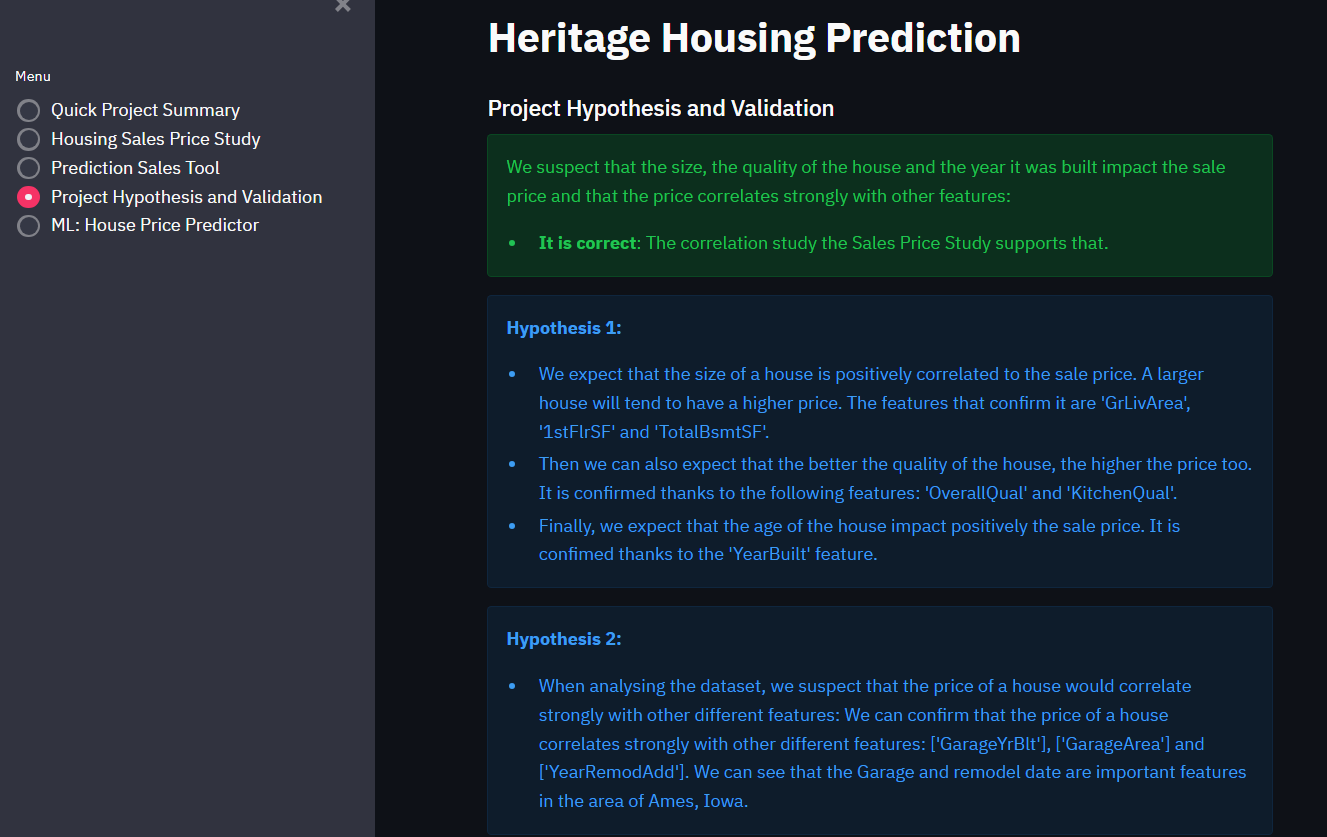 Menu
Quick Project Summary
Housing Sales Price Study
Prediction Sales Tool
Project Hypothesis and Validation
ML: House Price Predictor
Heritage Housing Prediction
Project Hypothesis and Validation
We suspect that the size, the quality of the house and the year it was built impact the sale
price and that the price correlates strongly with other features:
• It is correct: The correlation study the Sales Price Study supports that.
Hypothesis 1:
• We expect that the size of a house is positively correlated to the sale price. A larger
house will tend to have a higher price. The features that confirm it are 'GrLivArea',
'1stFlrSF' and 'TotalBsmtSF'.
• Then we can also expect that the better the quality of the house, the higher the price too.
It is confirmed thanks to the following features: 'OverallQual' and 'KitchenQual'.
• Finally, we expect that the age of the house impact positively the sale price. It is
confimed thanks to the 'YearBuilt' feature.
Hypothesis 2:
• When analysing the dataset, we suspect that the price of a house would correlate
strongly with other different features: We can confirm that the price of a house
correlates strongly with other different features: ['GarageYrBlt'], ['GarageArea'] and
['YearRemodAdd']. We can see that the Garage and remodel date are important features
in the area of Ames, Iowa.